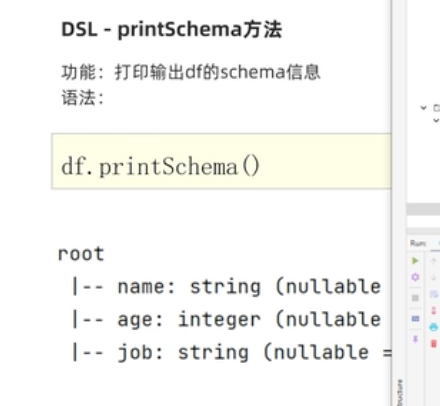 DSL - printSchema方法
功能：打印输出df的schema信息
语法：
df.printSchema()
root
|-- name: string (nullable
|-- age: integer (nullable
|-- job: string (nullable =
Run:
ructure